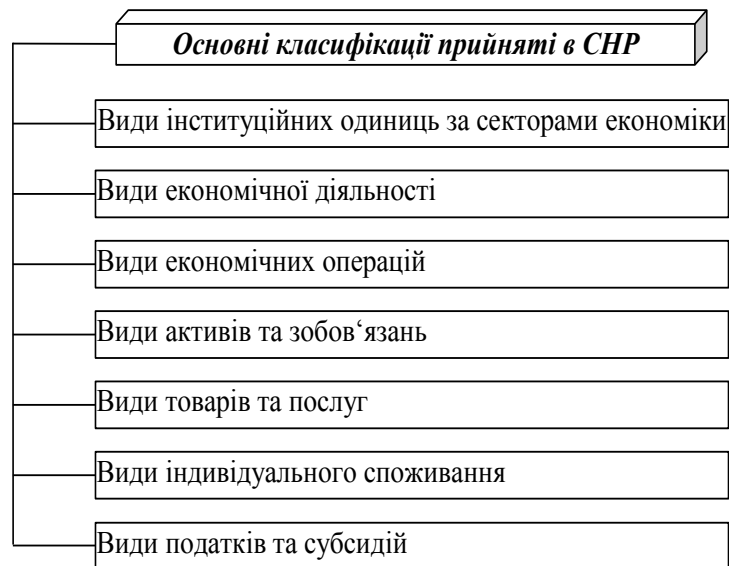 Основні класифікації прийняті в СНР
Види інституційних одиниць за секторами економіки
Види економічної діяльності
Види економічних операцій
Види активів та зобов‘язань
Види товарів та послуг
Види індивідуального споживання
Види податків та субсидій